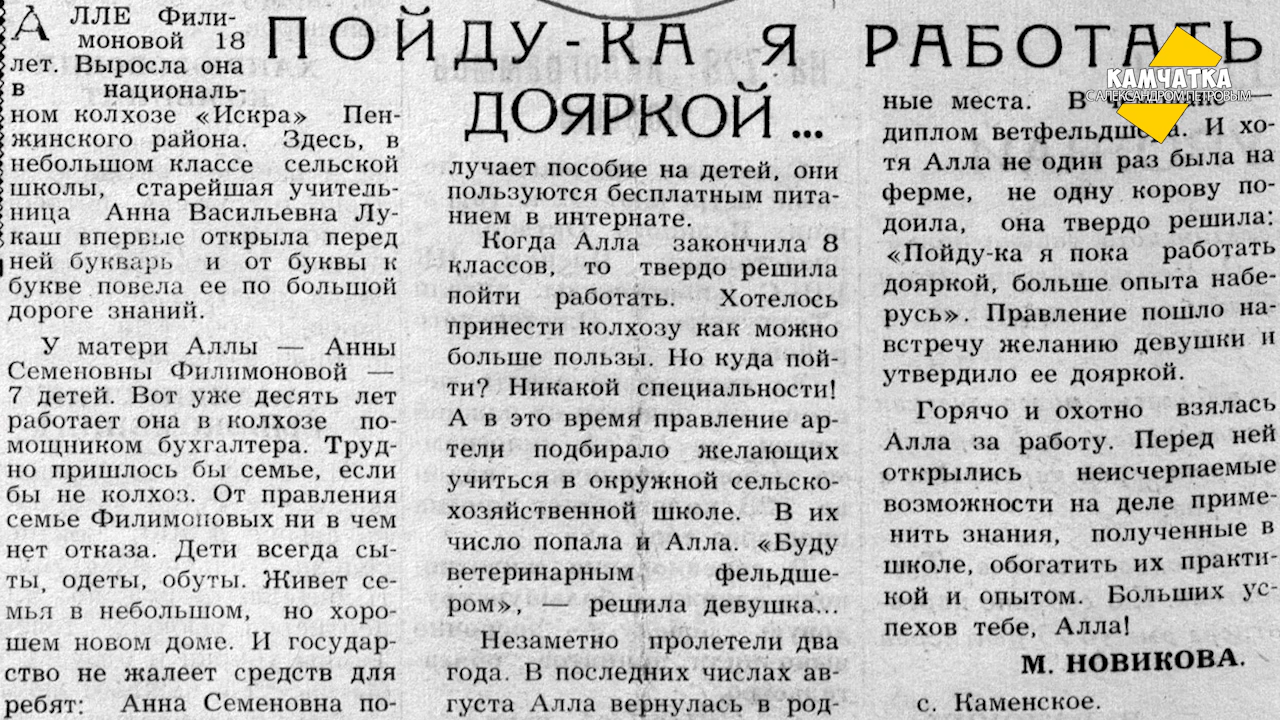 ПОЙДУ-КА Я РАБОТАТЬ
ДОЯРКОЙ...
АЛЛЕ Фили-
моновой 18
лет. Выросла она
в националь-
ном колхозе «Искра» Пен-
жинского района. Здесь, в
небольшом классе сельской
школы, старейшая учитель-
ница Анна Васильевна Лу-
каш впервые открыла перед
ней букварь и от буквы к
букве повела ее по большой
дороге знаний.
У матери Аллы — Анны
Семеновны Филимоновой —
7 детей. Вот уже десять лет
работает она в колхозе по-
мощником бухгалтера. Труд-
но пришлось бы семье, если
бы не колхоз. От правления
семье Филимоновых ни в чем
нет отказа. Дети всегда сы-
ты, одеты, обуты. Живет се-
мья в небольшом, но хоро-
шем новом доме. И государ-
ство не жалеет средств для
ребят: Анна Семеновна по-
лучает пособие на детей, они
пользуются бесплатным пита-
нием в интернате.
Когда Алла закончила 8
классов, то твердо решила
пойти работать. Хотелось
принести колхозу как можно
больше пользы. Но куда пой-
ти? Никакой специальности!
А в это время правление ар-
тели подбирало желающих
учиться в окружной сельско-
хозяйственной школе. В их
число попала и Алла. «Буду
ветеринарным фельдше-
ром», — решила девушка...
Незаметно пролетели два
года. В последних числах ав-
густа Алла вернулась в род-
ные места. В —
диплом ветфельдшера. И хо-
тя Алла не один раз была на
ферме, не одну корову по-
доила, она твердо решила:
«Пойду-ка я пока работать
дояркой, больше опыта набе-
русь». Правление пошло на-
встречу желанию девушки и
утвердило ее дояркой.
Горячо и охотно взялась
Алла за работу. Перед ней
открылись неисчерпаемые
возможности на деле приме-
нить знания, полученные в
школе, обогатить их практи-
кой и опытом. Больших ус-
пехов тебе, Алла!
М. НОВИКОВА.
с. Каменское.
КАМЧАТКА
С АЛЕКСАНДРОМ ПЕТРОВЫМ